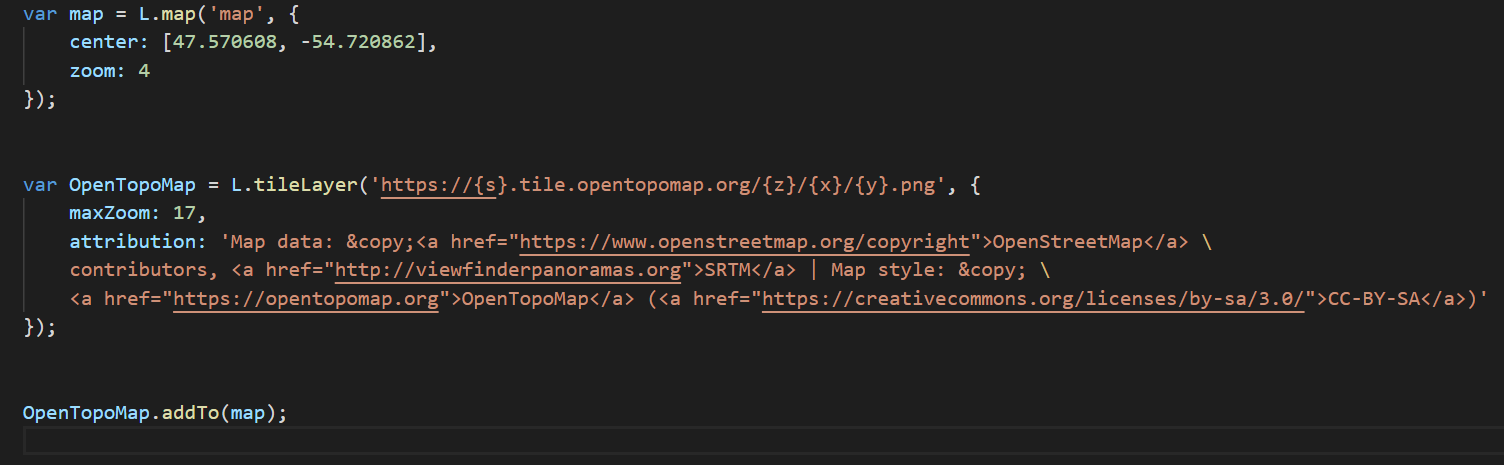 var map = L.map('map', {
    center: [47.570608, -54.720862],
    zoom: 4
});
var OpenTopoMap = L.tileLayer('https://{s}.tile.opentopomap.org/{z}/{x}/{y}.png', {
    maxZoom: 17,
    attribution: 'Map data: &copy;<a href="https://www.openstreetmap.org/copyright">OpenStreetMap</a> \
    contributors, <a href="http://viewfinderpanoramas.org">SRTM</a> | Map style: &copy; \
    <a href="https://opentopomap.org">OpenTopoMap</a> (<a href="https://creativecommons.org/licenses/by-sa/3.0/">CC-BY-SA</a>)'
});
OpenTopoMap.addTo(map);